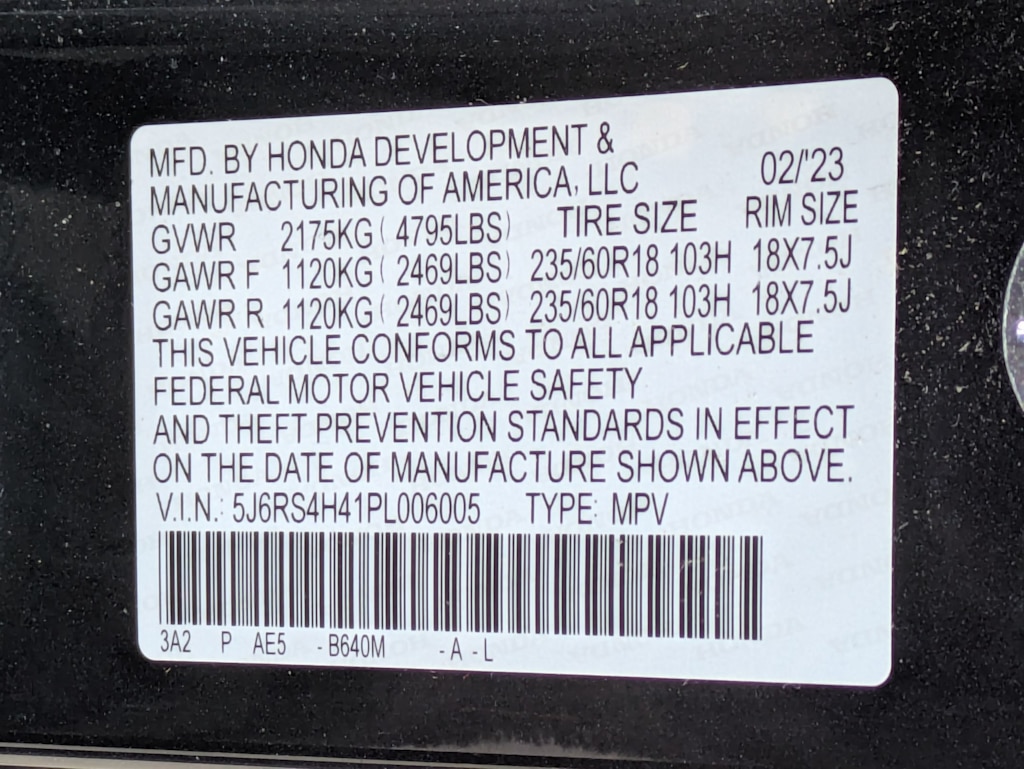 MFD. BY HONDA DEVELOPMENT &
MANUFACTURING OF AMERICA, LLC 02/'23
GVWR 2175KG ( 4795LBS) TIRE SIZE RIM SIZE
GAWR F 1120KG ( 2469LBS) 235/60R18 103H 18X7.5J
GAWR R 1120KG ( 2469LBS) 235/60R18 103H 18X7.5J
THIS VEHICLE CONFORMS TO ALL APPLICABLE
FEDERAL MOTOR VEHICLE SAFETY
AND THEFT PREVENTION STANDARDS IN EFFECT
ON THE DATE OF MANUFACTURE SHOWN ABOVE.
V.I.N.: 5J6RS4H41PL006005 TYPE: MPV
3A2 P AE5 - B640M - A - L